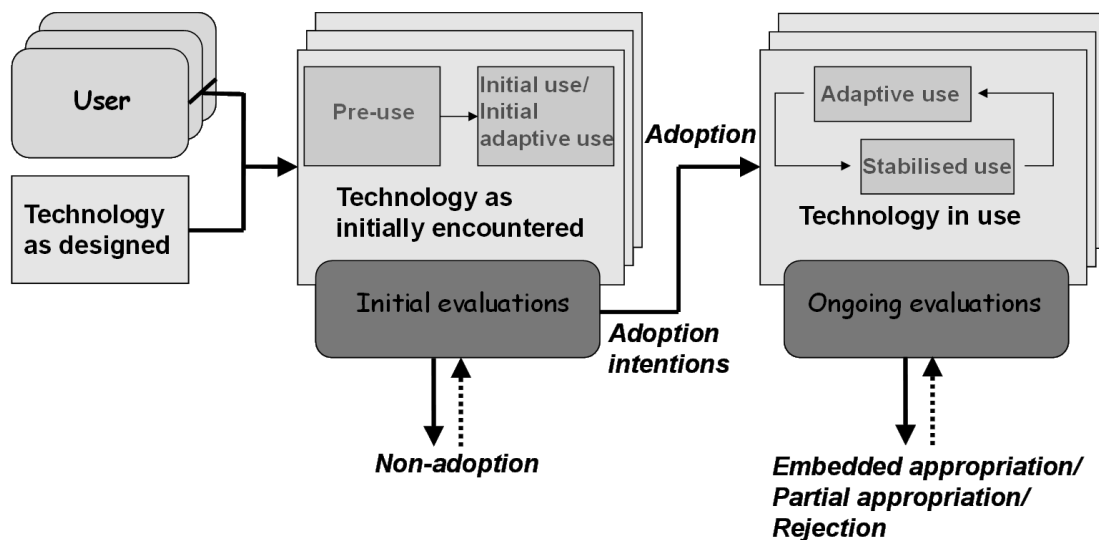 User
Technology
as designed
Pre-use
Initial use/
Initial
adaptive use
Technology as
initially encountered
Initial evaluations
Non-adoption
Adoption
Adoption
intentions
Adaptive use
Stabilised use
Technology in use
Ongoing evaluations
Embedded appropriation/
Partial appropriation/
Rejection